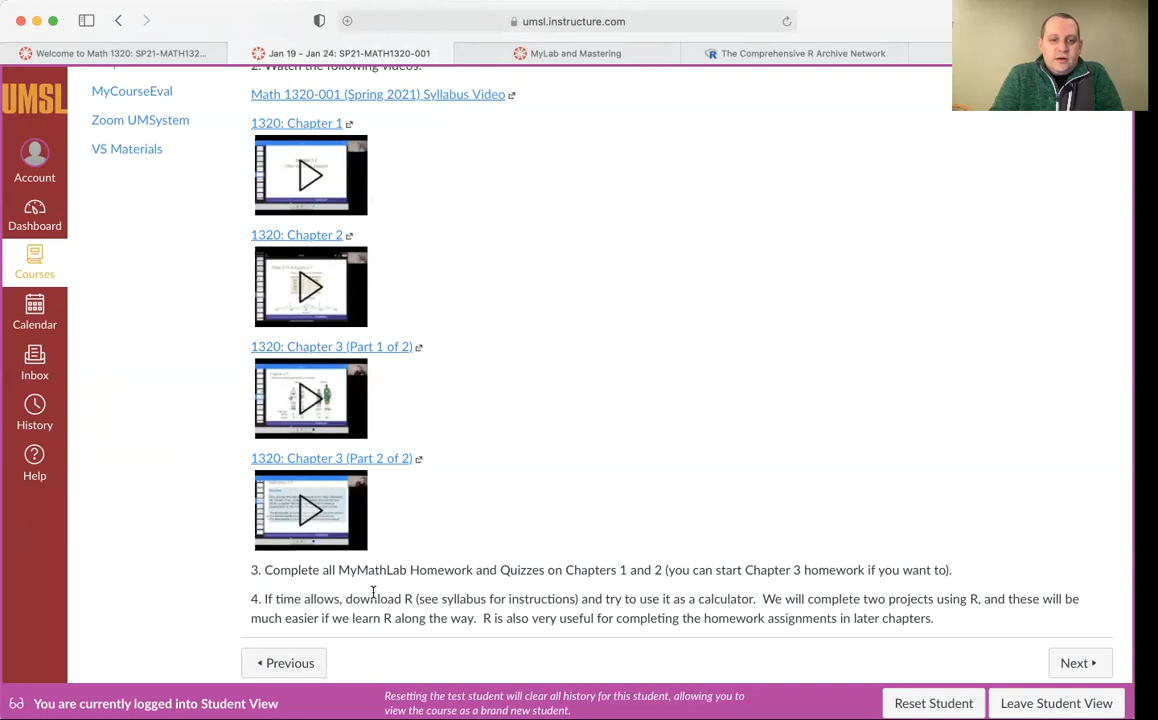 umsl.instructure.com
Welcome to Math 1320: SP21-MATH132...
Jan 19 - Jan 24: SP21-MATH1320-001
MyLab and Mastering
The Comprehensive R Archive Network
UMSL
Account
Dashboard
Courses
Calendar
Inbox
History
Help
MyCourseEval
Zoom UMSystem
VS Materials
2. Watch the following videos:
Math 1320-001 (Spring 2021) Syllabus Video
1320: Chapter 1
1320: Chapter 2
1320: Chapter 3 (Part 1 of 2)
1320: Chapter 3 (Part 2 of 2)
3. Complete all MyMathLab Homework and Quizzes on Chapters 1 and 2 (you can start Chapter 3 homework if you want to).
4. If time allows, download R (see syllabus for instructions) and try to use it as a calculator.  We will complete two projects using R, and these will be
much easier if we learn R along the way.  R is also very useful for completing the homework assignments in later chapters.
Previous
Next
You are currently logged into Student View
Resetting the test student will clear all history for this student, allowing you to
view the course as a brand new student.
Reset Student
Leave Student View